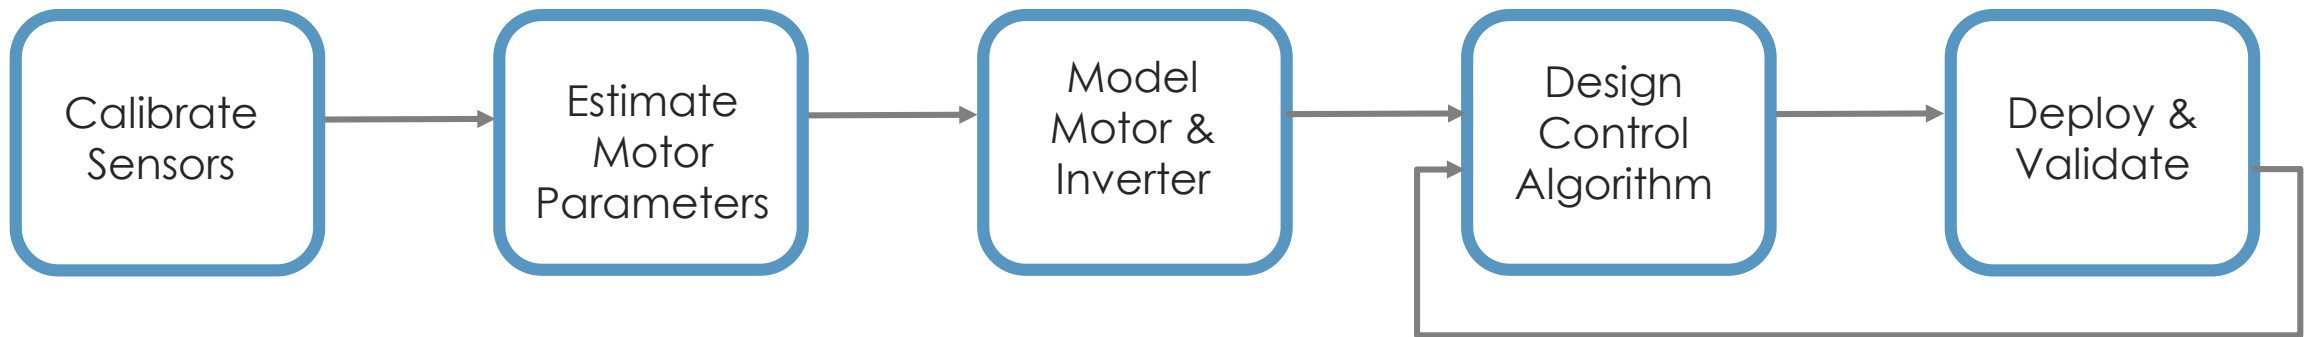 Calibrate
Sensors
Estimate
Motor
Parameters
Model
Motor &
Inverter
Design
Control
Algorithm
Deploy &
Validate